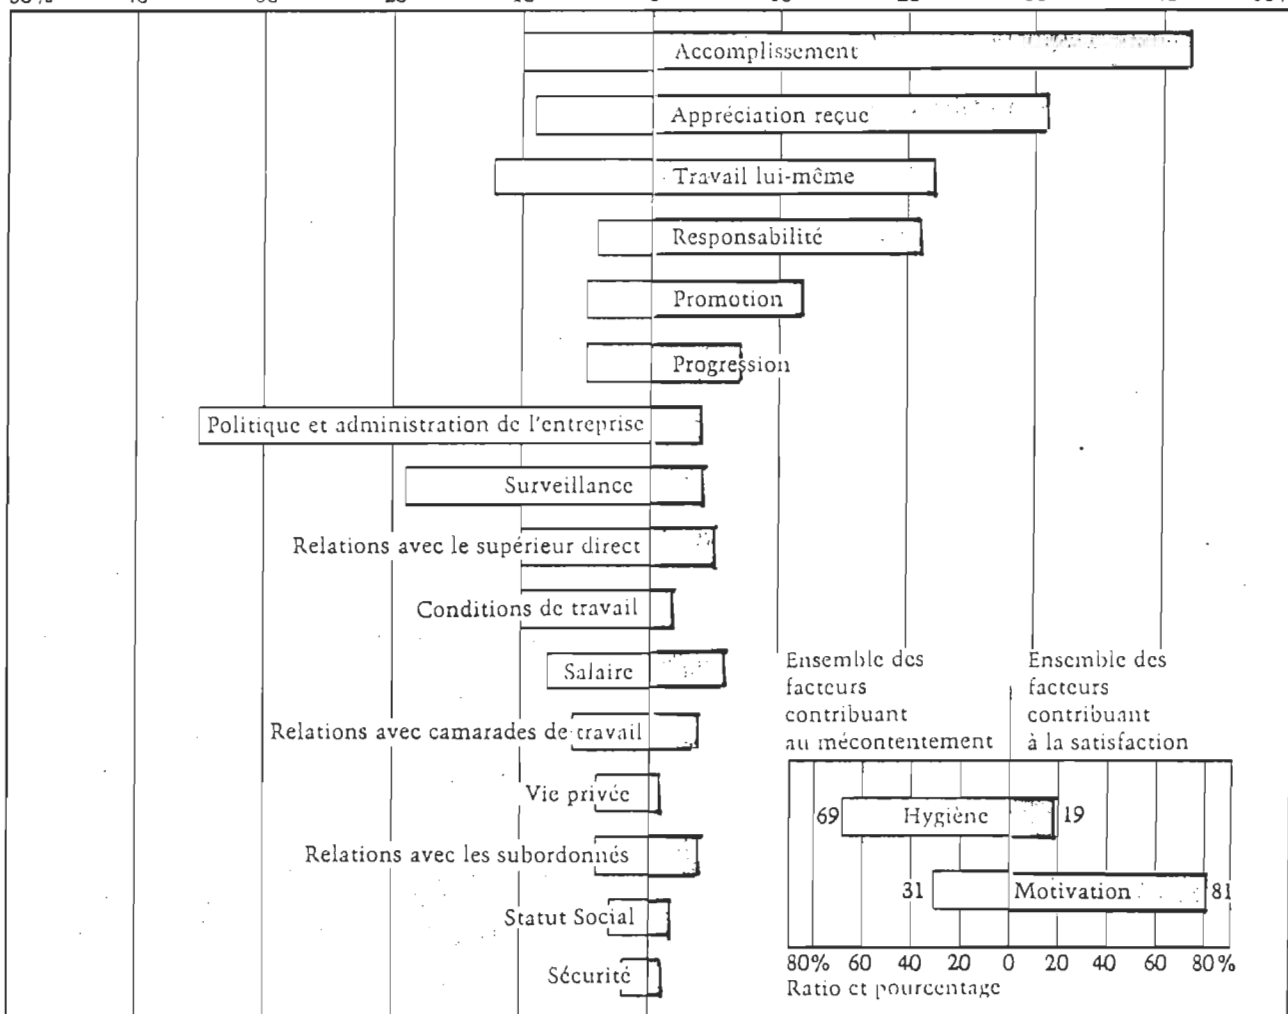 Accomplissement
Appréciation reçue
Travail lui-même
Responsabilité
Promotion
Progression
Politique et administration de l'entreprise
Surveillance
Relations avec le supérieur direct
Conditions de travail
Salaire
Relations avec camarades de travail
Vie privée
Relations avec les subordonnés
Statut Social
Sécurité
Ensemble des
facteurs
contribuant
au mécontentement
Ensemble des
facteurs
contribuant
à la satisfaction
69 Hygiène 19
31 Motivation 81
80% 60 40 20 0 20 40 60 80%
Ratio et pourcentage